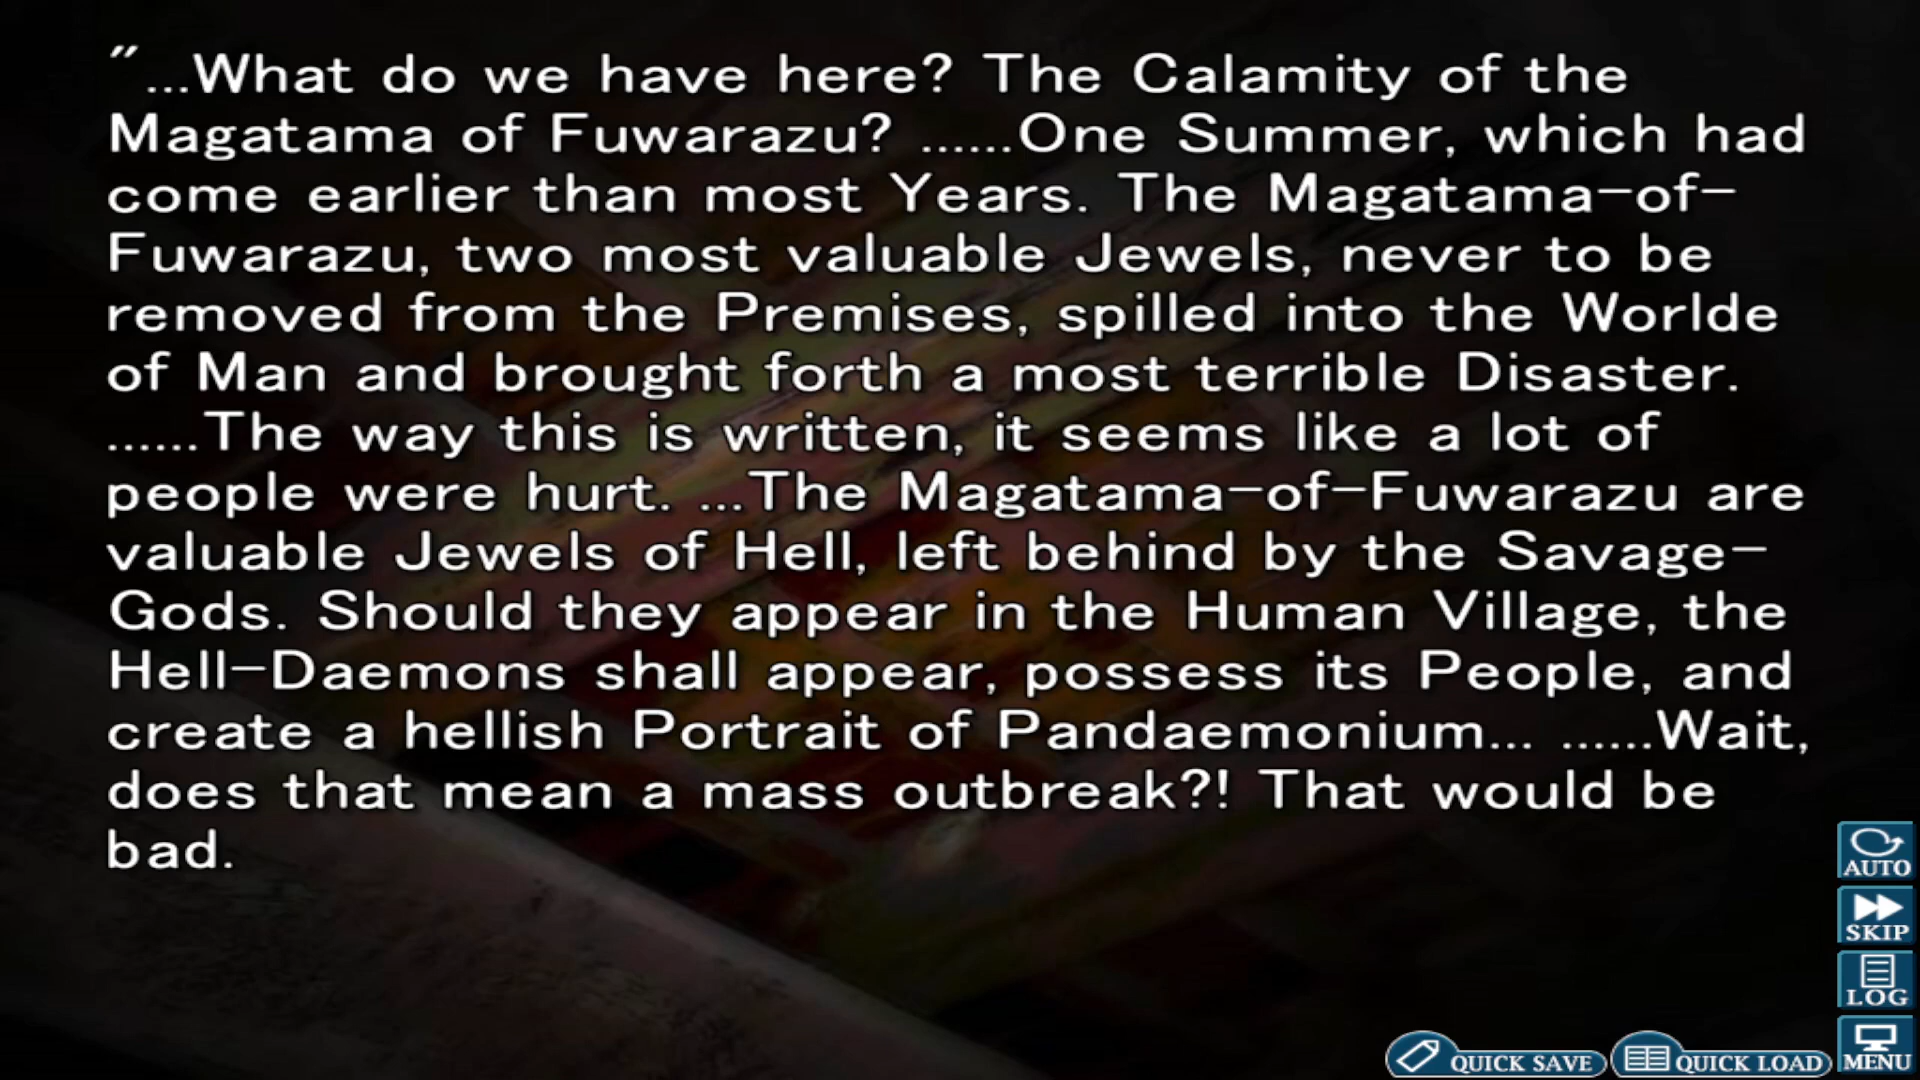 "...What do we have here? The Calamity of the
Magatama of Fuwarazu? ......One Summer, which had
come earlier than most Years. The Magatama-of-
Fuwarazu, two most valuable Jewels, never to be
removed from the Premises, spilled into the Worlde
of Man and brought forth a most terrible Disaster.
......The way this is written, it seems like a lot of
people were hurt. ...The Magatama-of-Fuwarazu are
valuable Jewels of Hell, left behind by the Savage-
Gods. Should they appear in the Human Village, the
Hell-Daemons shall appear, possess its People, and
create a hellish Portrait of Pandaemonium... ......Wait,
does that mean a mass outbreak?! That would be
bad.
AUTO
SKIP
LOG
QUICK SAVE
QUICK LOAD
MENU